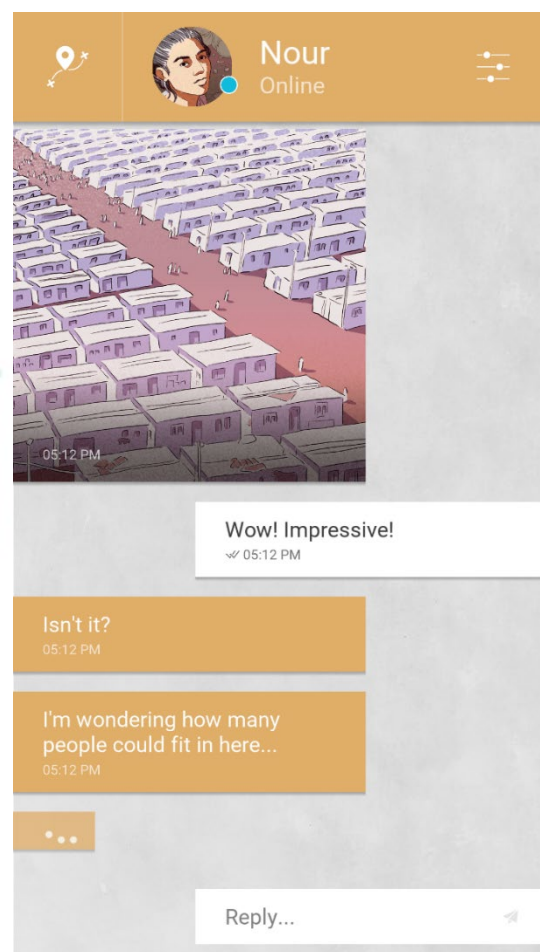 Nour
Online
05:12 PM
Wow! Impressive!
05:12 PM
Isn't it?
05:12 PM
I'm wondering how many
people could fit in here...
05:12 PM
Reply...